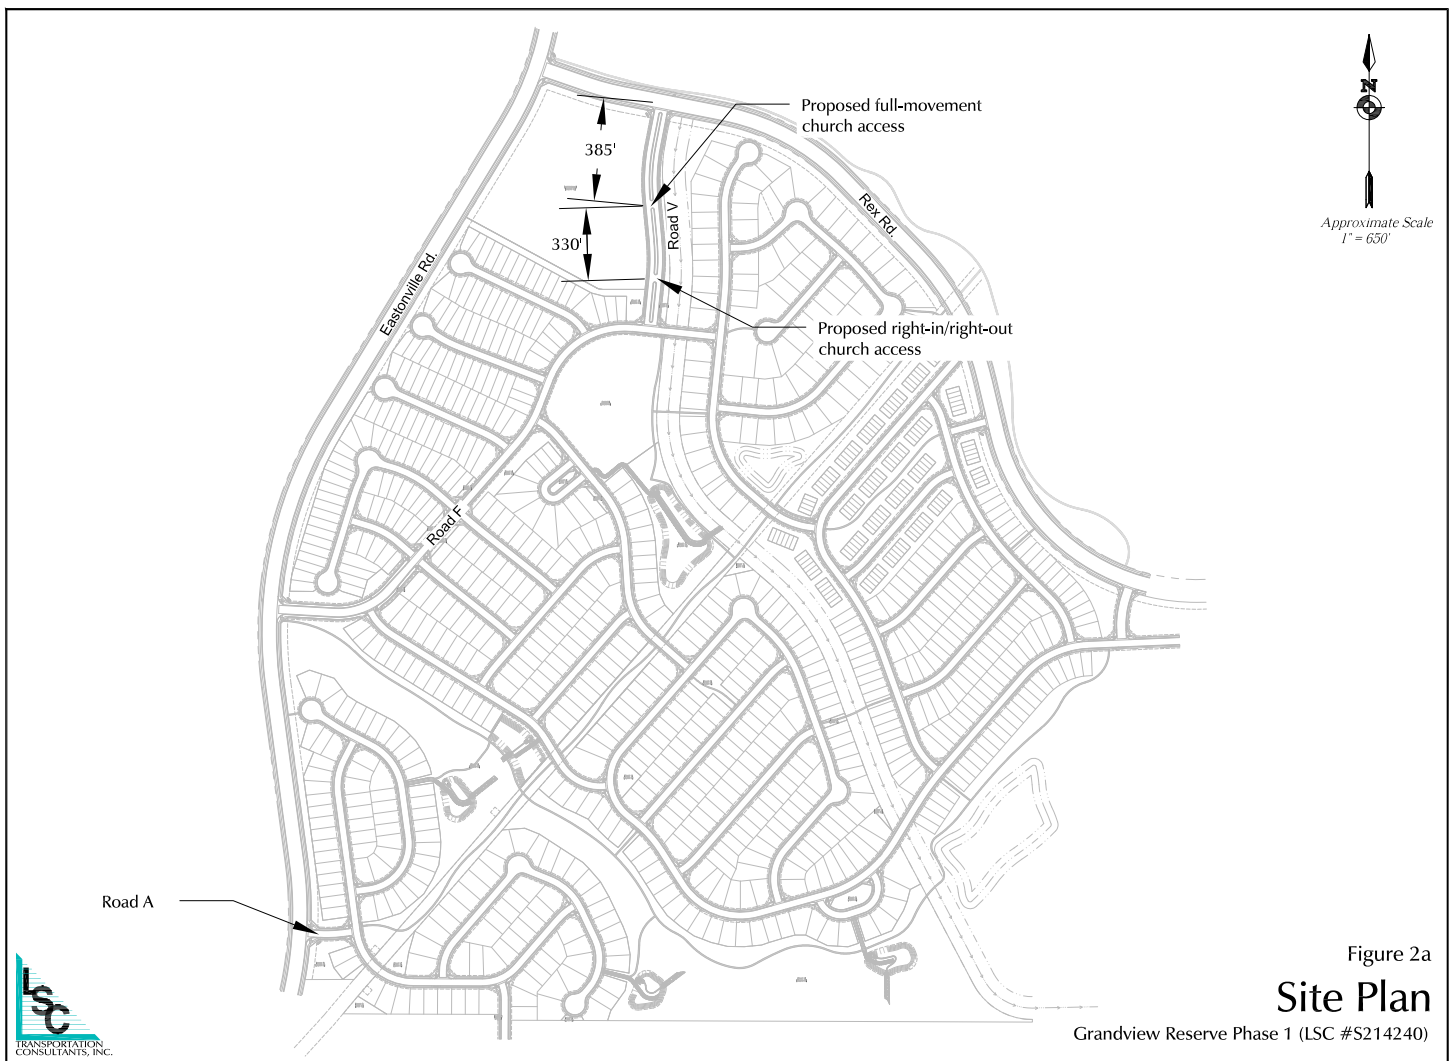 Proposed full-movement
church access
385'
330'
Road V
Rex Rd.
Eastonville Rd.
Proposed right-in/right-out
church access
Road F
Road A
N
Approximate Scale
1" = 650'
Figure 2a
Site Plan
Grandview Reserve Phase 1 (LSC #S214240)
LSC
TRANSPORTATION
CONSULTANTS, INC.